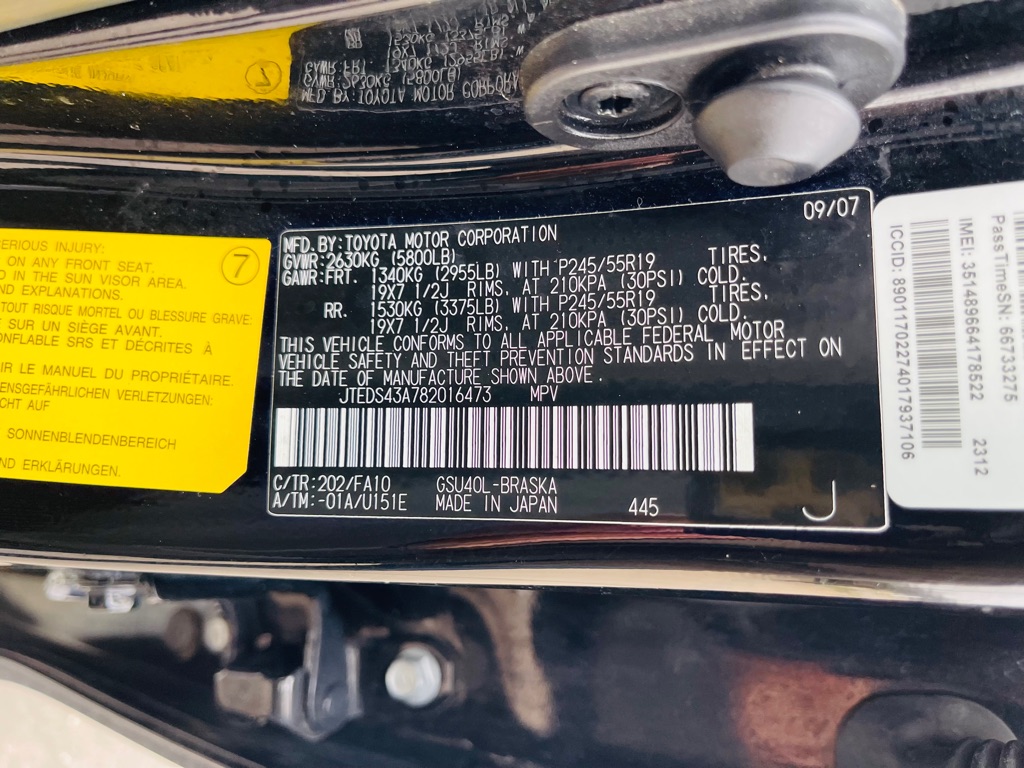 SERIOUS INJURY:
ON ANY FRONT SEAT.
IN THE SUN VISOR AREA.
AND EXPLANATIONS.
TOUT RISQUE MORTEL OU BLESSURE GRAVE:
SUR UN SIÈGE AVANT.
GONFLABLE SRS ET DÉCRITES À
IR LE MANUEL DU PROPRIÉTAIRE.
ENSGEFÄHRLICHEN VERLETZUNGEN:
CHT AUF
SONNENBLENDENBEREICH
ND ERKLÄRUNGEN.
7
09/07
MFD.BY:TOYOTA MOTOR CORPORATION
GVWR:2630KG (5800LB)
GAWR:FRT. 1340KG (2955LB) WITH P245/55R19 TIRES.
19X7 1/2J RIMS, AT 210KPA (30PSI) COLD.
RR. 1530KG (3375LB) WITH P245/55R19 TIRES.
19X7 1/2J RIMS, AT 210KPA (30PSI) COLD.
THIS VEHICLE CONFORMS TO ALL APPLICABLE FEDERAL MOTOR
VEHICLE SAFETY AND THEFT PREVENTION STANDARDS IN EFFECT ON
THE DATE OF MANUFACTURE SHOWN ABOVE.
JTEDS43A782016473 MPV
C/TR:202/FA10 GSU40L-BRASKA
A/TM:-01A/U151E MADE IN JAPAN 445 J
PassTimeSN: 66733275
IMEI: 351489664178522 2312
ICCID: 89011702274017937106